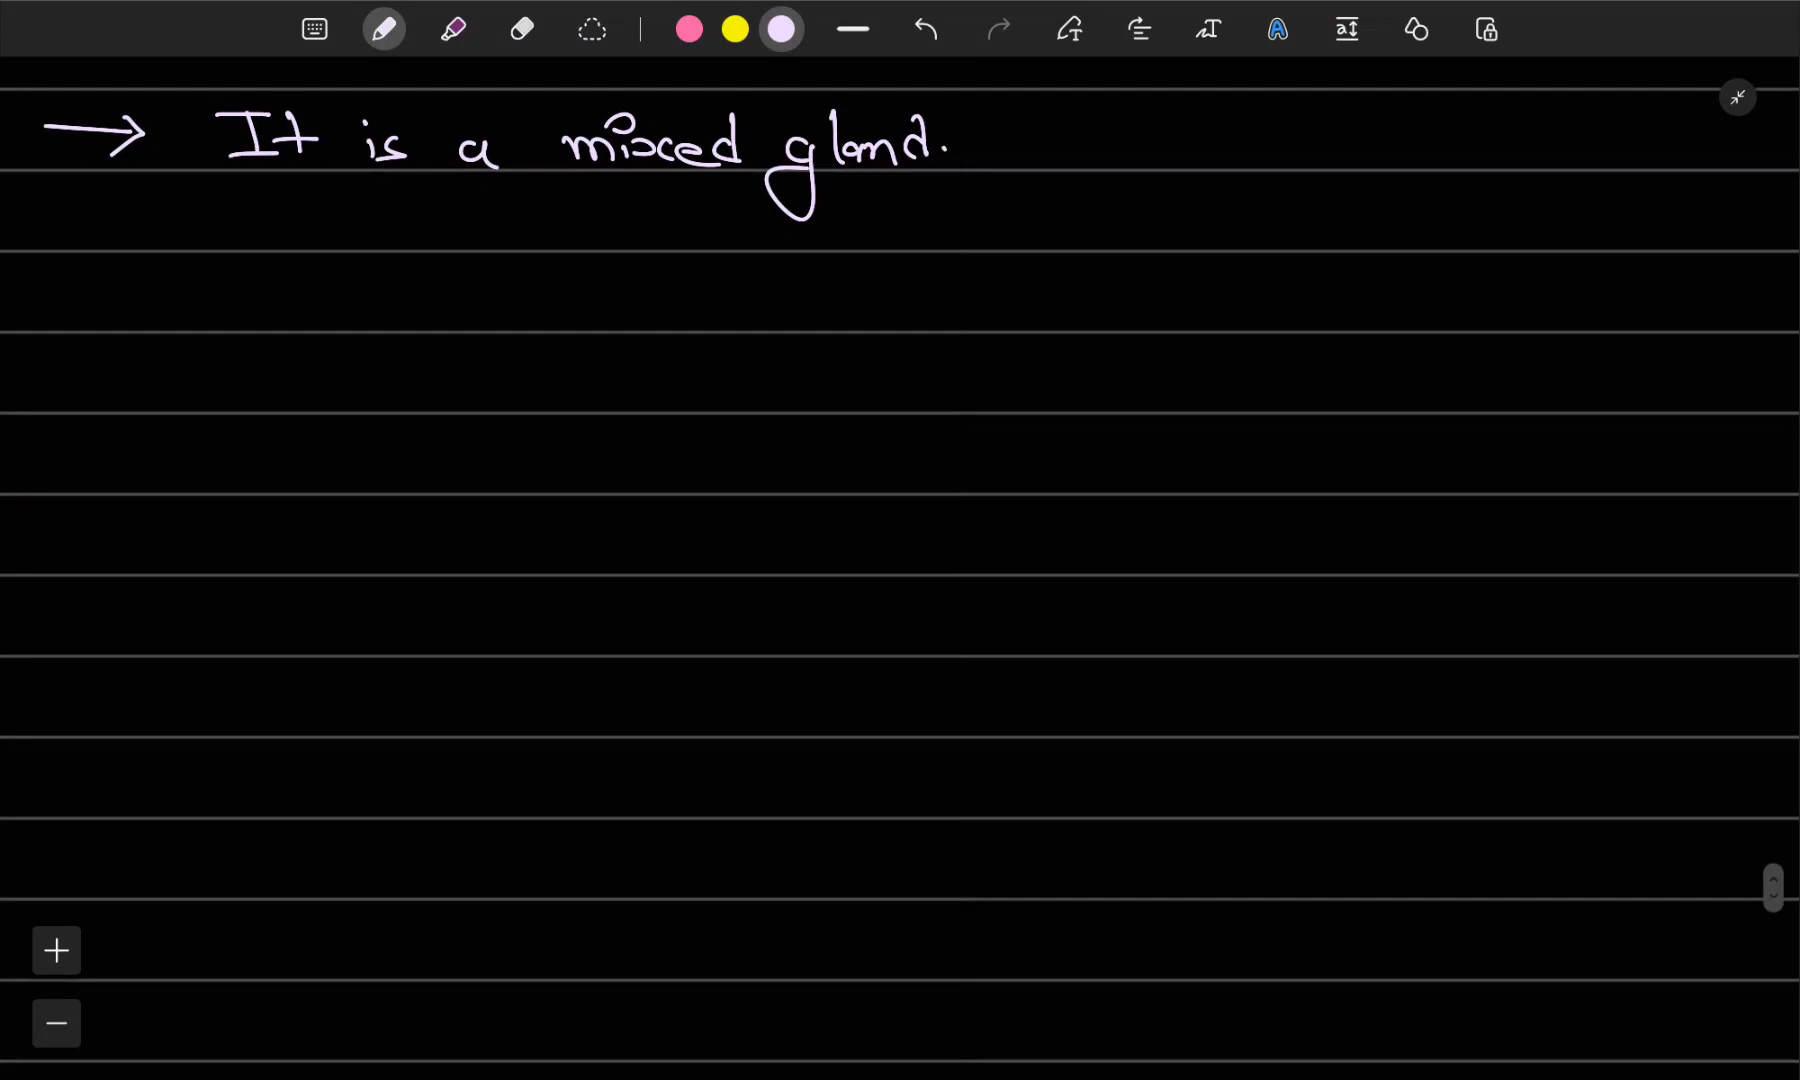 → It is a mixed gland.